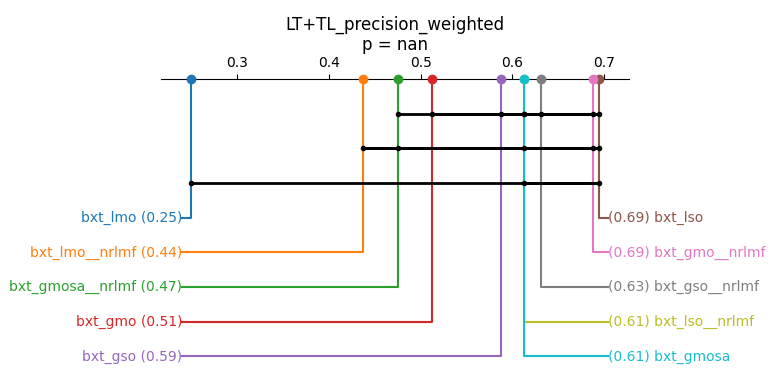 LT+TL_precision_weighted
p = nan
0.3 0.4 0.5 0.6 0.7
bxt_lmo (0.25) (0.69) bxt_lso
bxt_lmo__nrlmf (0.44) (0.69) bxt_gmo__nrlmf
bxt_gmosa__nrlmf (0.47) (0.63) bxt_gso__nrlmf
bxt_gmo (0.51) (0.61) bxt_lso__nrlmf
bxt_gso (0.59) (0.61) bxt_gmosa